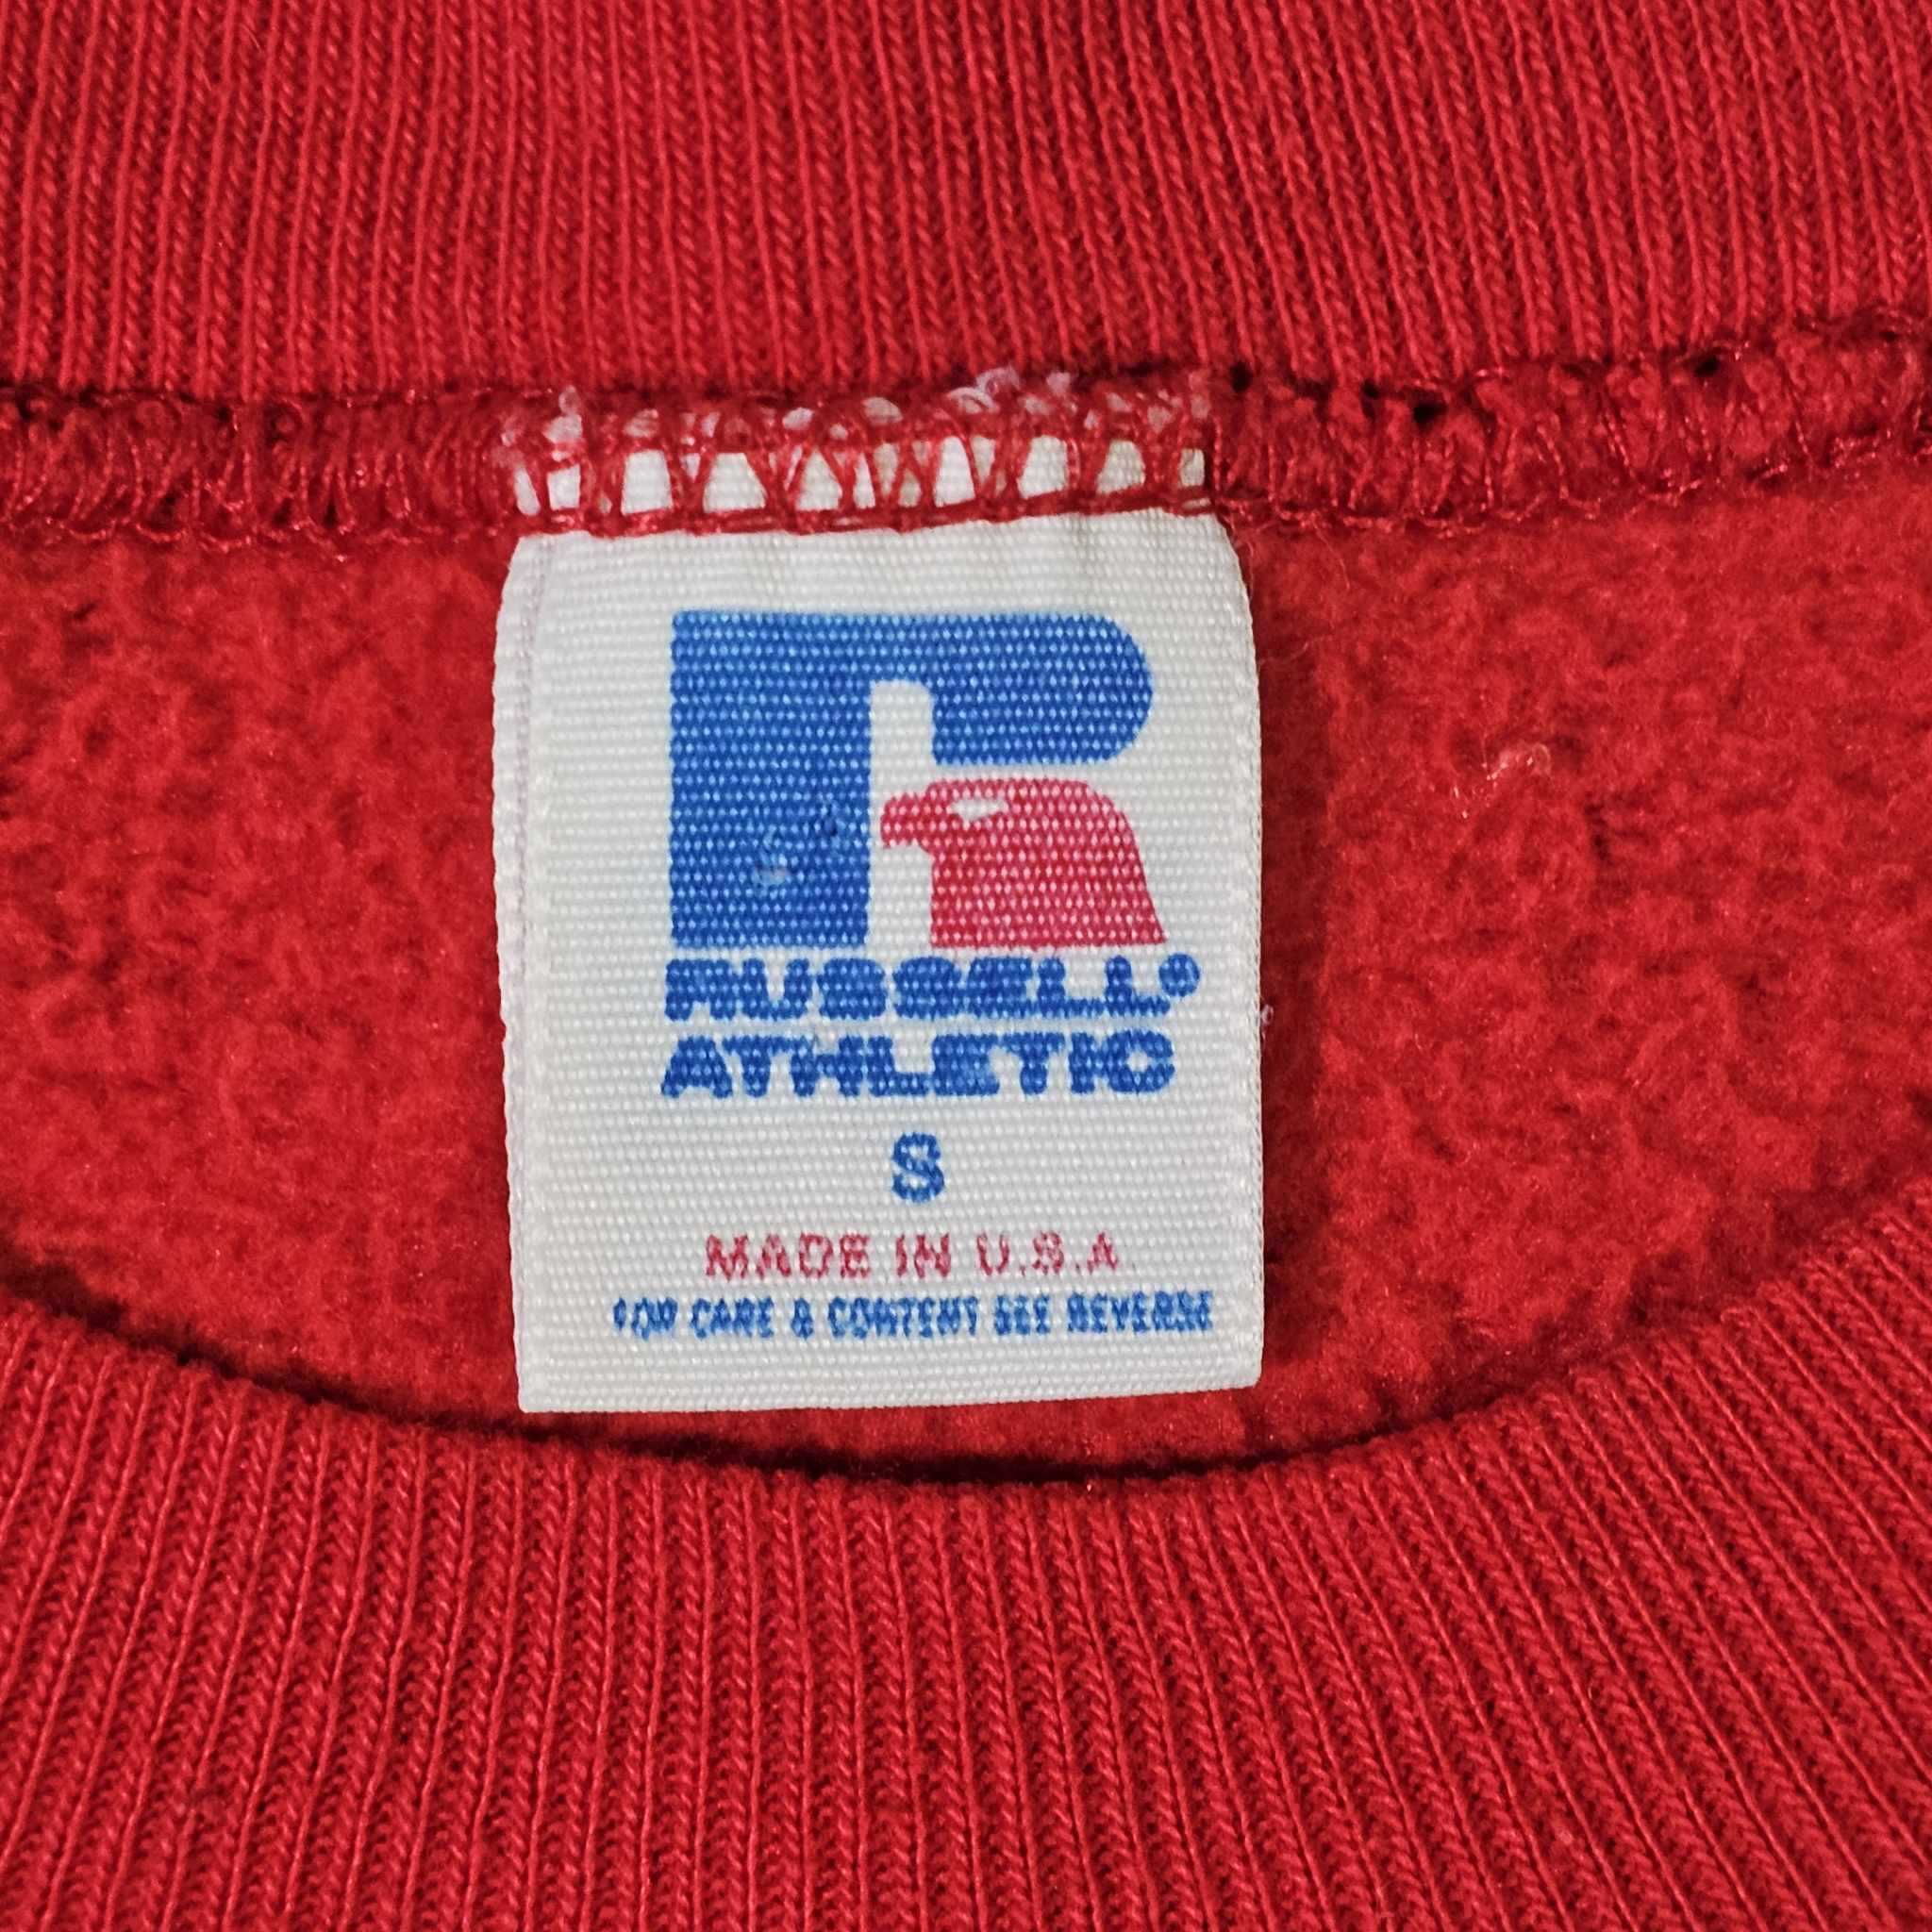 RUSSELL®
ATHLETIC
S
MADE IN U.S.A
FOR CARE & CONTENT SEE REVERSE